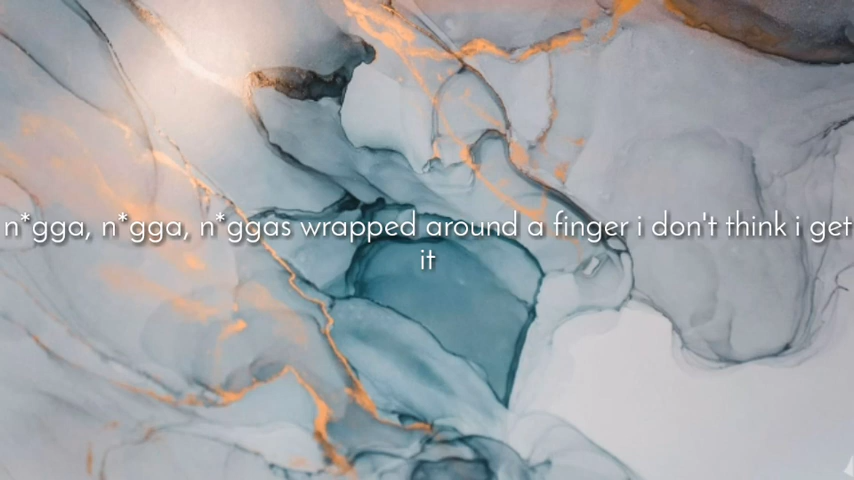 n*gga, n*gga, n*ggas wrapped around a finger i don't think i get
it